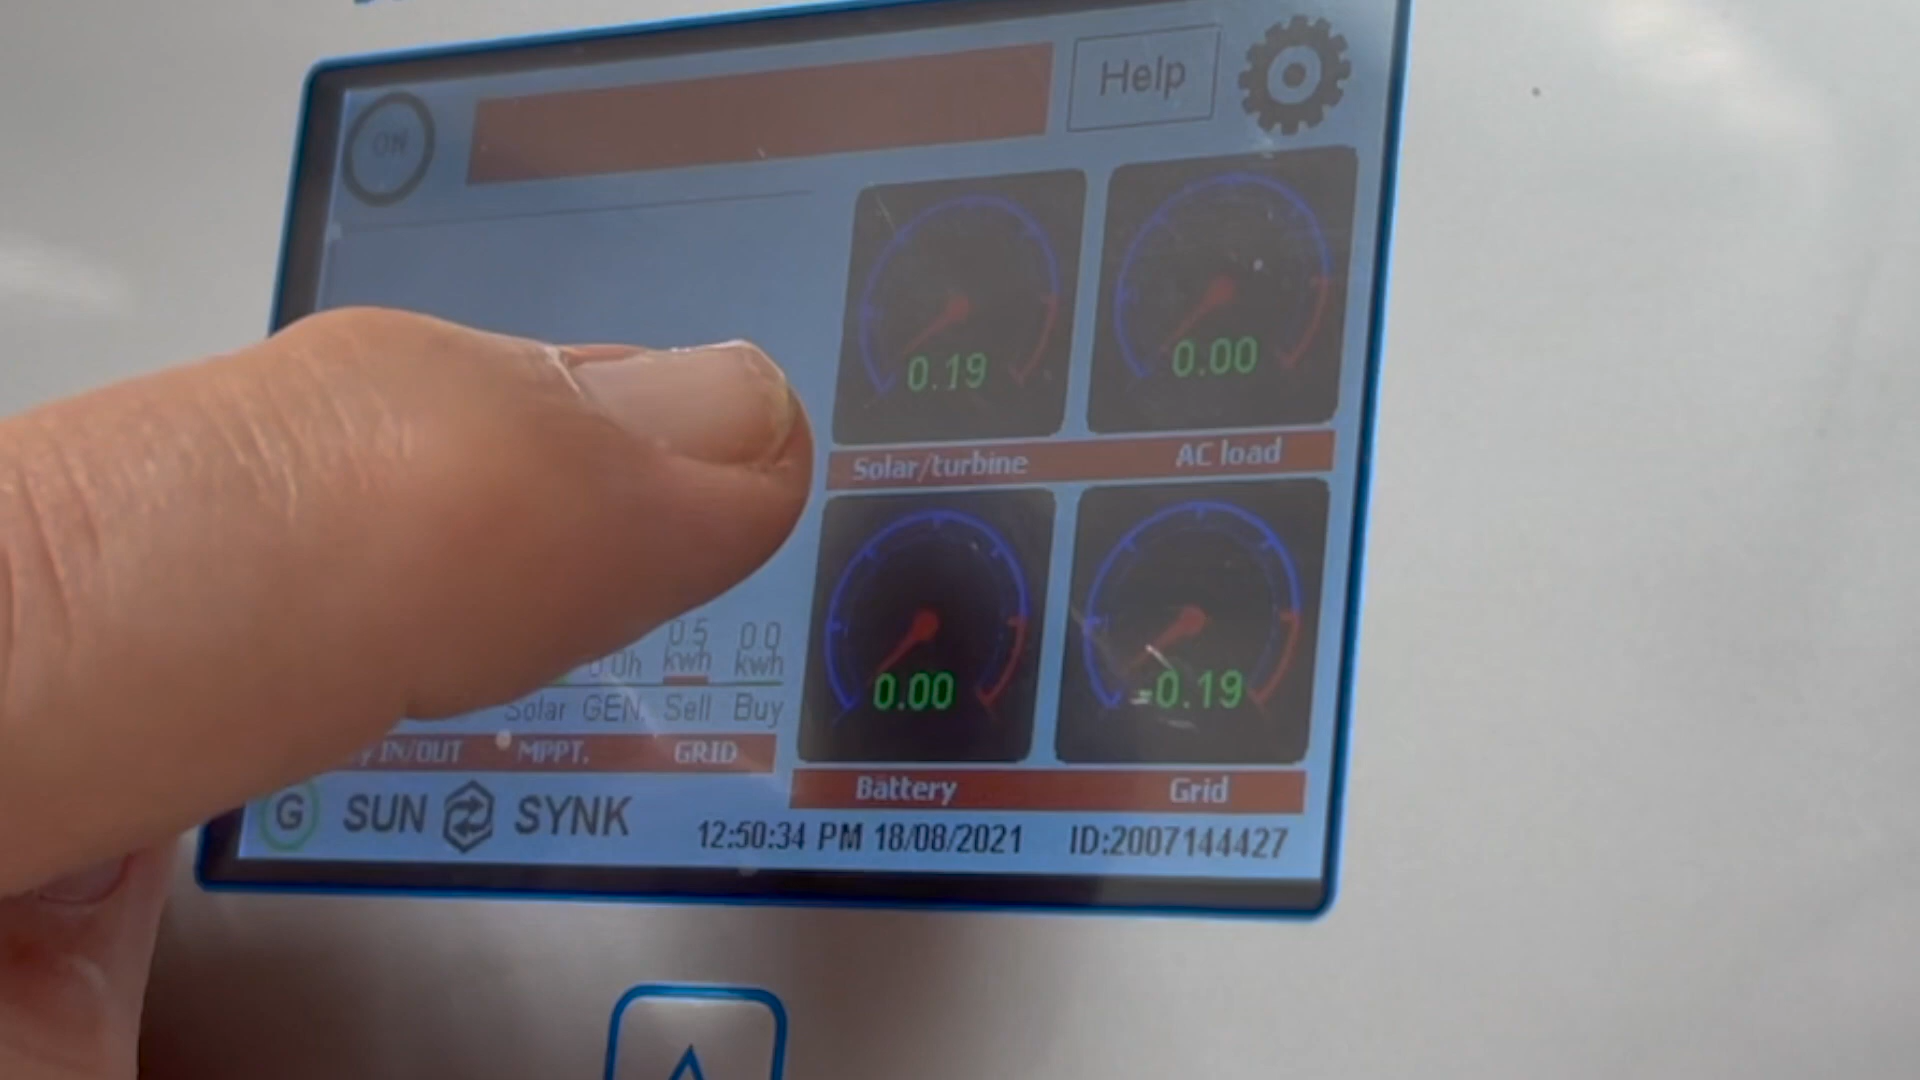 ON
Help
0.19
0.00
Solar/turbine
AC load
0.00
-0.19
Battery
Grid
0.0h
0.5
kwh
0.0
kwh
Solar GEN. Sell Buy
IN/OUT MPPT. GRID
G SUN SYNK
12:50:34 PM 18/08/2021 ID:2007144427